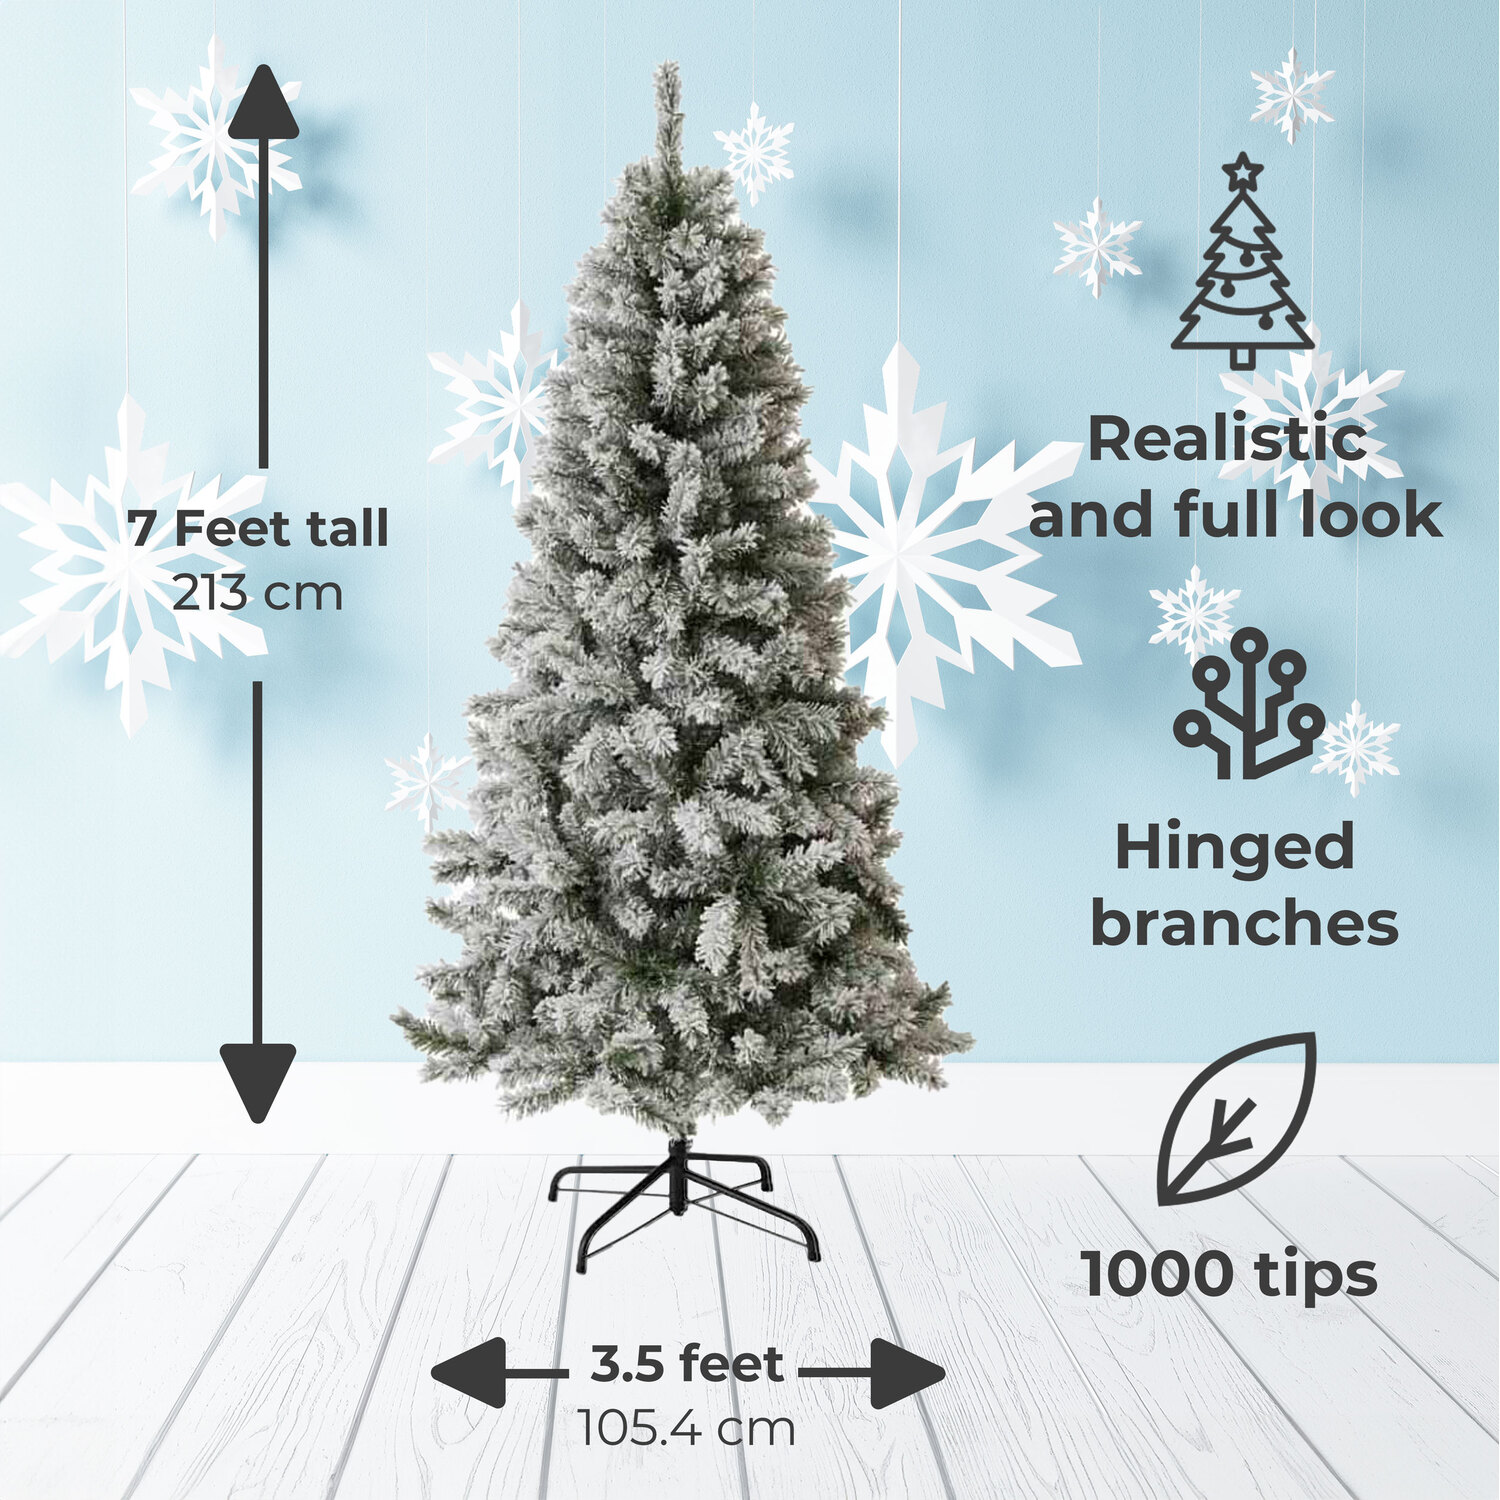 7 Feet tall
213 cm
Realistic
and full look
Hinged
branches
1000 tips
3.5 feet
105.4 cm